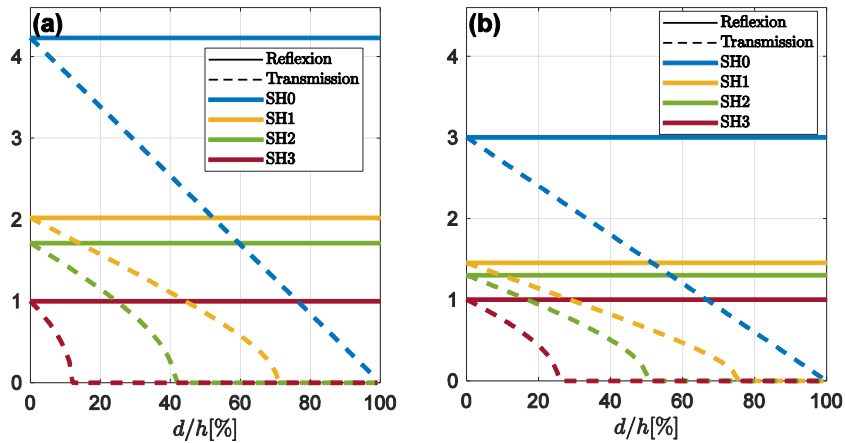 (a)
Reflexion
Transmission
SH0
SH1
SH2
SH3
4
3
2
1
0
0 20 40 60 80 100
d/h[%]
(b)
Reflexion
Transmission
SH0
SH1
SH2
SH3
4
3
2
1
0
0 20 40 60 80 100
d/h[%]